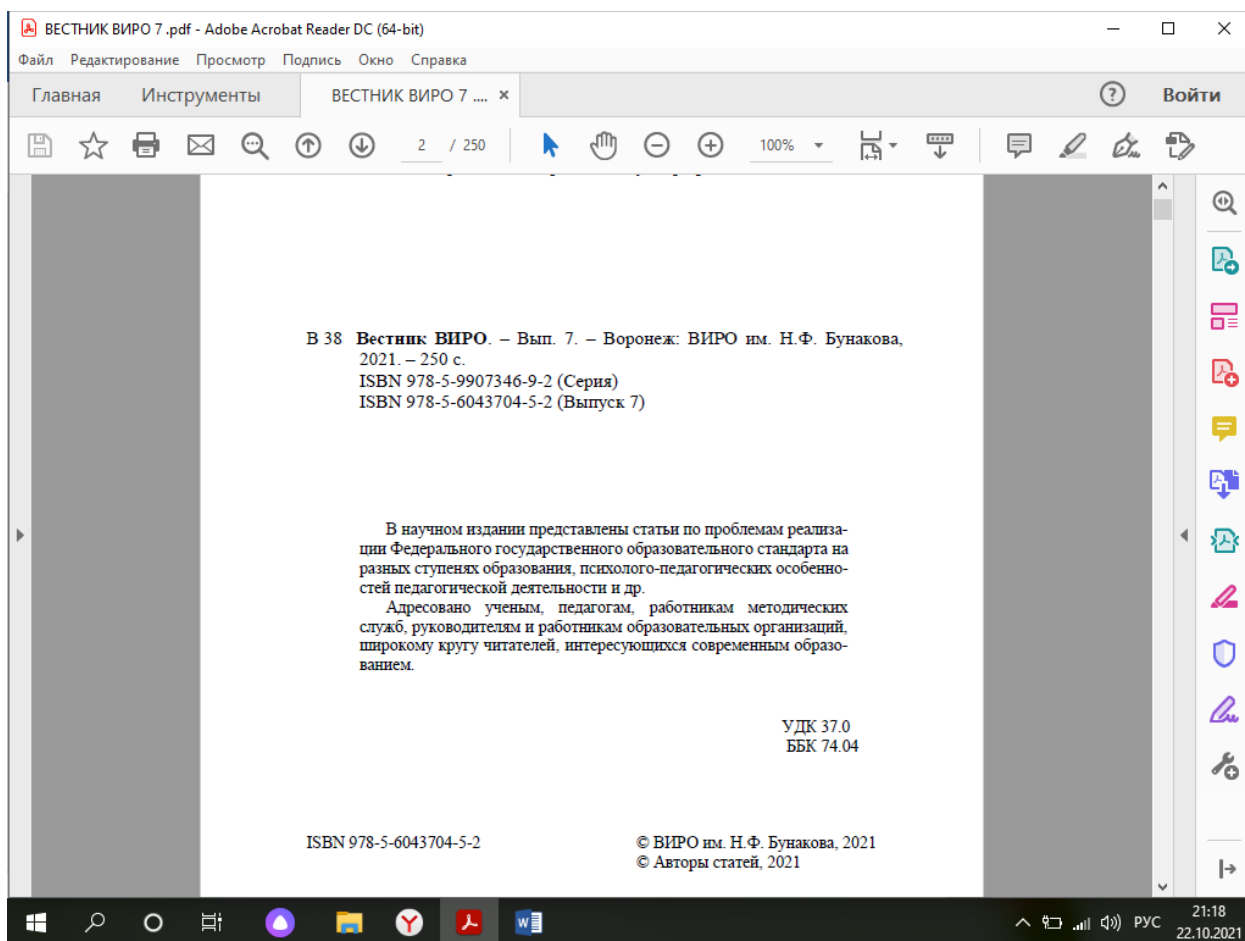 ВЕСТНИК ВИРО 7 .pdf - Adobe Acrobat Reader DC (64-bit)
Файл Редактирование Просмотр Подпись Окно Справка
Главная Инструменты ВЕСТНИК ВИРО 7 .... Войти
2 / 250 100%
В 38 Вестник ВИРО. – Вып. 7. – Воронеж: ВИРО им. Н.Ф. Бунакова,
2021. – 250 с.
ISBN 978-5-9907346-9-2 (Серия)
ISBN 978-5-6043704-5-2 (Выпуск 7)
В научном издании представлены статьи по проблемам реализа-
ции Федерального государственного образовательного стандарта на
разных ступенях образования, психолого-педагогических особенно-
стей педагогической деятельности и др.
Адресовано ученым, педагогам, работникам методических
служб, руководителям и работникам образовательных организаций,
широкому кругу читателей, интересующихся современным образо-
ванием.
УДК 37.0
ББК 74.04
ISBN 978-5-6043704-5-2 © ВИРО им. Н.Ф. Бунакова, 2021
© Авторы статей, 2021
РУС 21:18
22.10.2021